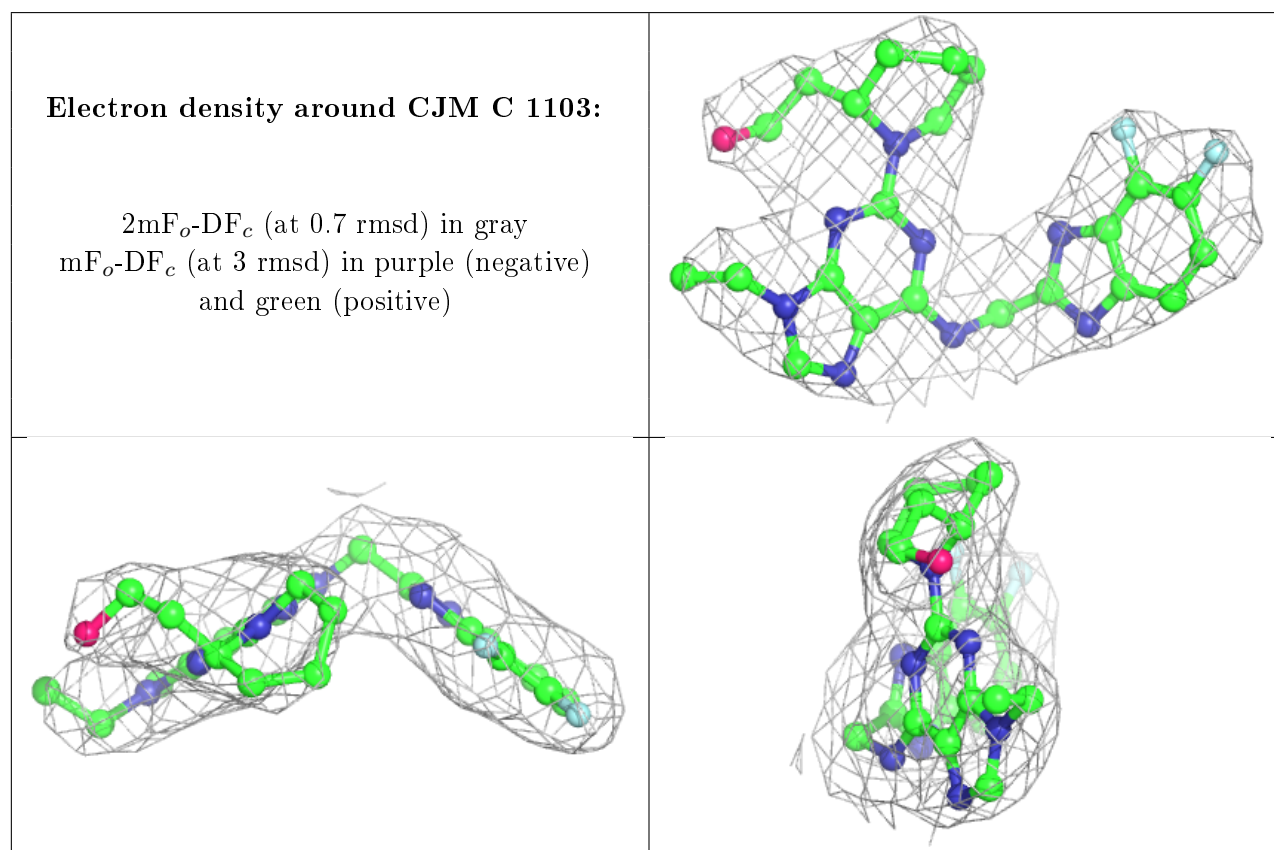 Electron density around CJM C 1103:
2mFo-DFc (at 0.7 rmsd) in gray
mFo-DFc (at 3 rmsd) in purple (negative)
and green (positive)